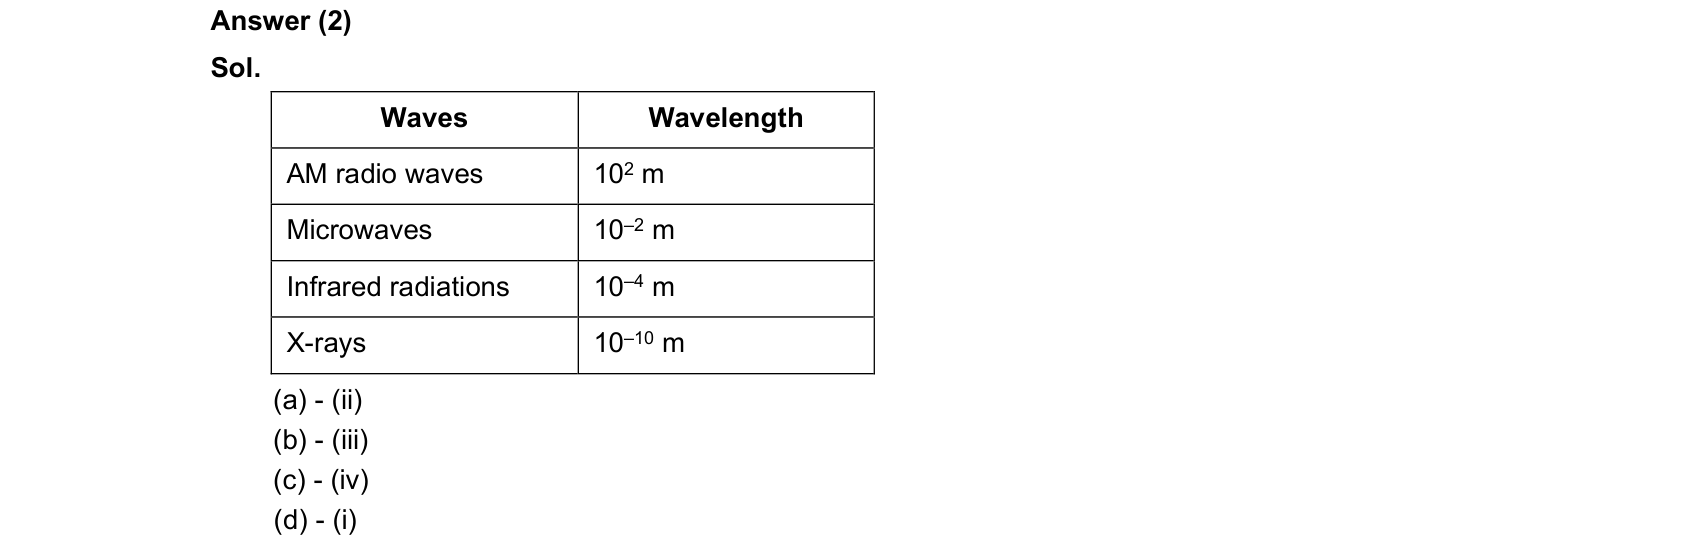 Answer (2)
Sol.
Waves Wavelength
AM radio waves 10² m
Microwaves 10⁻² m
Infrared radiations 10⁻⁴ m
X-rays 10⁻¹⁰ m
(a) - (ii)
(b) - (iii)
(c) - (iv)
(d) - (i)